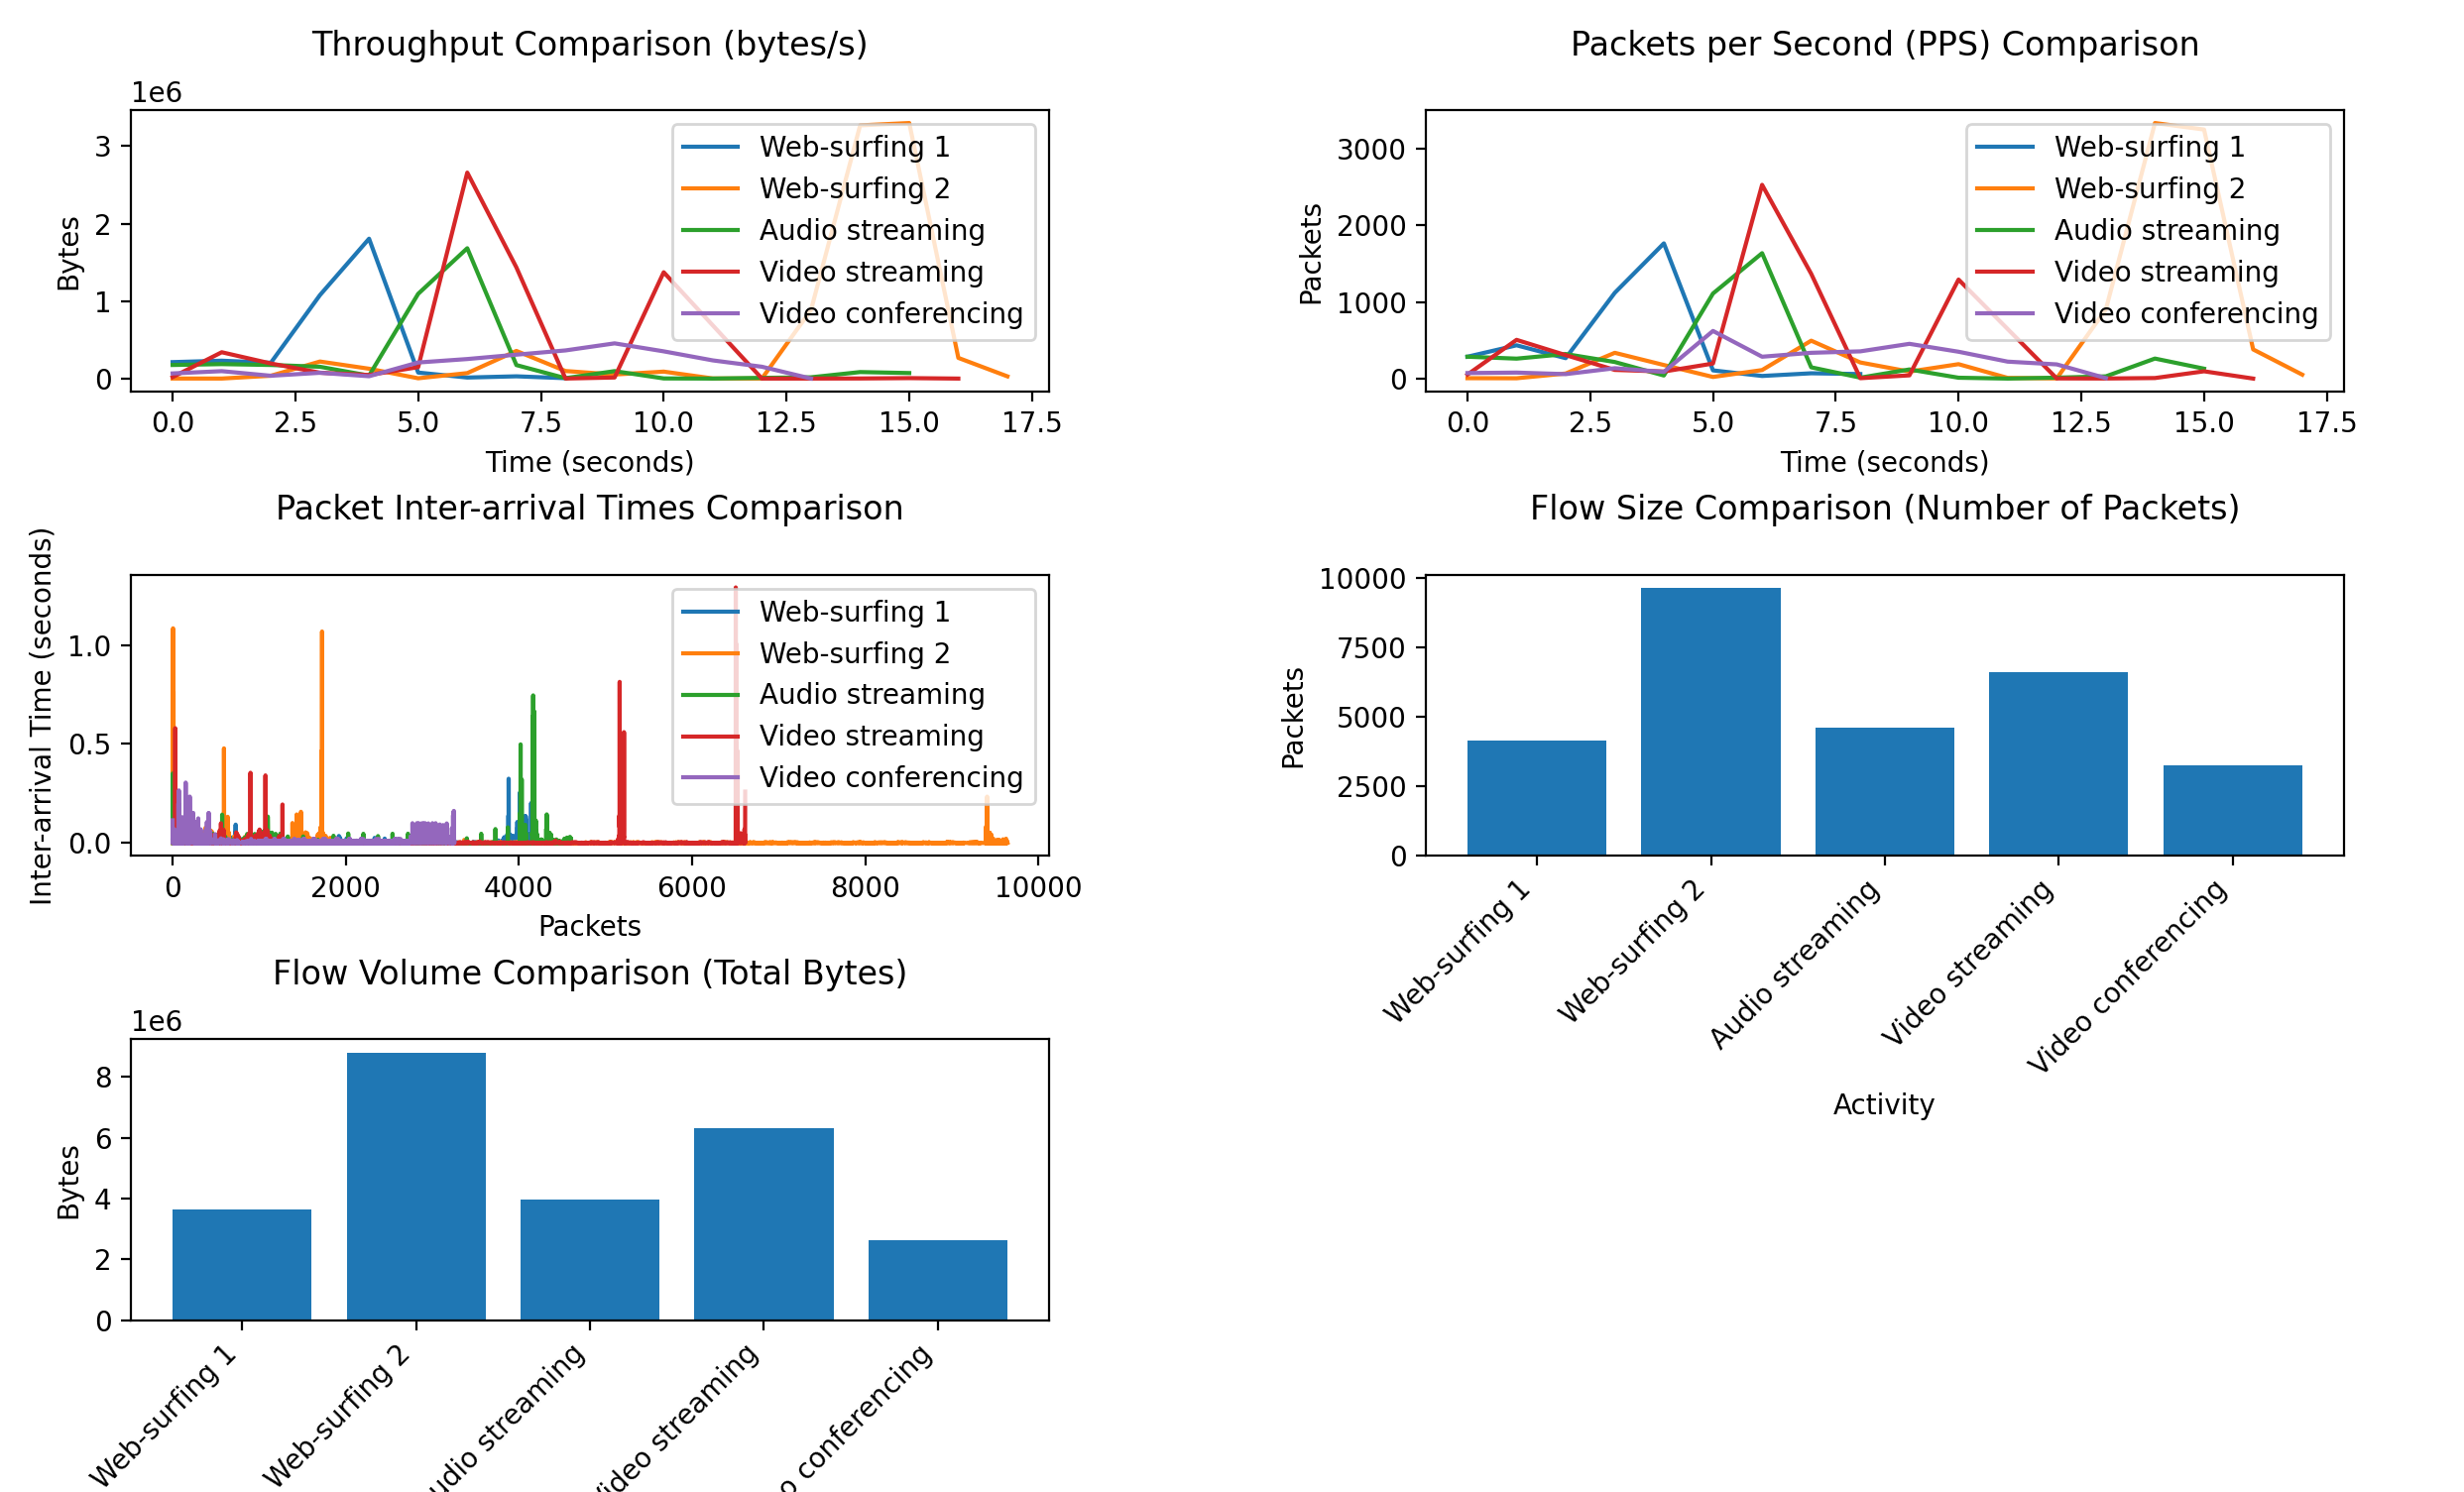 Throughput Comparison (bytes/s)
1e6
3
2
1
0
Bytes
Web-surfing 1
Web-surfing 2
Audio streaming
Video streaming
Video conferencing
0.0 2.5 5.0 7.5 10.0 12.5 15.0 17.5
Time (seconds)
Packets per Second (PPS) Comparison
3000
2000
1000
0
Packets
Web-surfing 1
Web-surfing 2
Audio streaming
Video streaming
Video conferencing
0.0 2.5 5.0 7.5 10.0 12.5 15.0 17.5
Time (seconds)
Packet Inter-arrival Times Comparison
1.0
0.5
0.0
Inter-arrival Time (seconds)
Web-surfing 1
Web-surfing 2
Audio streaming
Video streaming
Video conferencing
0 2000 4000 6000 8000 10000
Packets
Flow Size Comparison (Number of Packets)
10000
7500
5000
2500
0
Packets
Web-surfing 1
Web-surfing 2
Audio streaming
Video streaming
Video conferencing
Activity
Flow Volume Comparison (Total Bytes)
1e6
8
6
4
2
0
Bytes
Web-surfing 1
Web-surfing 2
udio streaming
ideo streaming
o conferencing